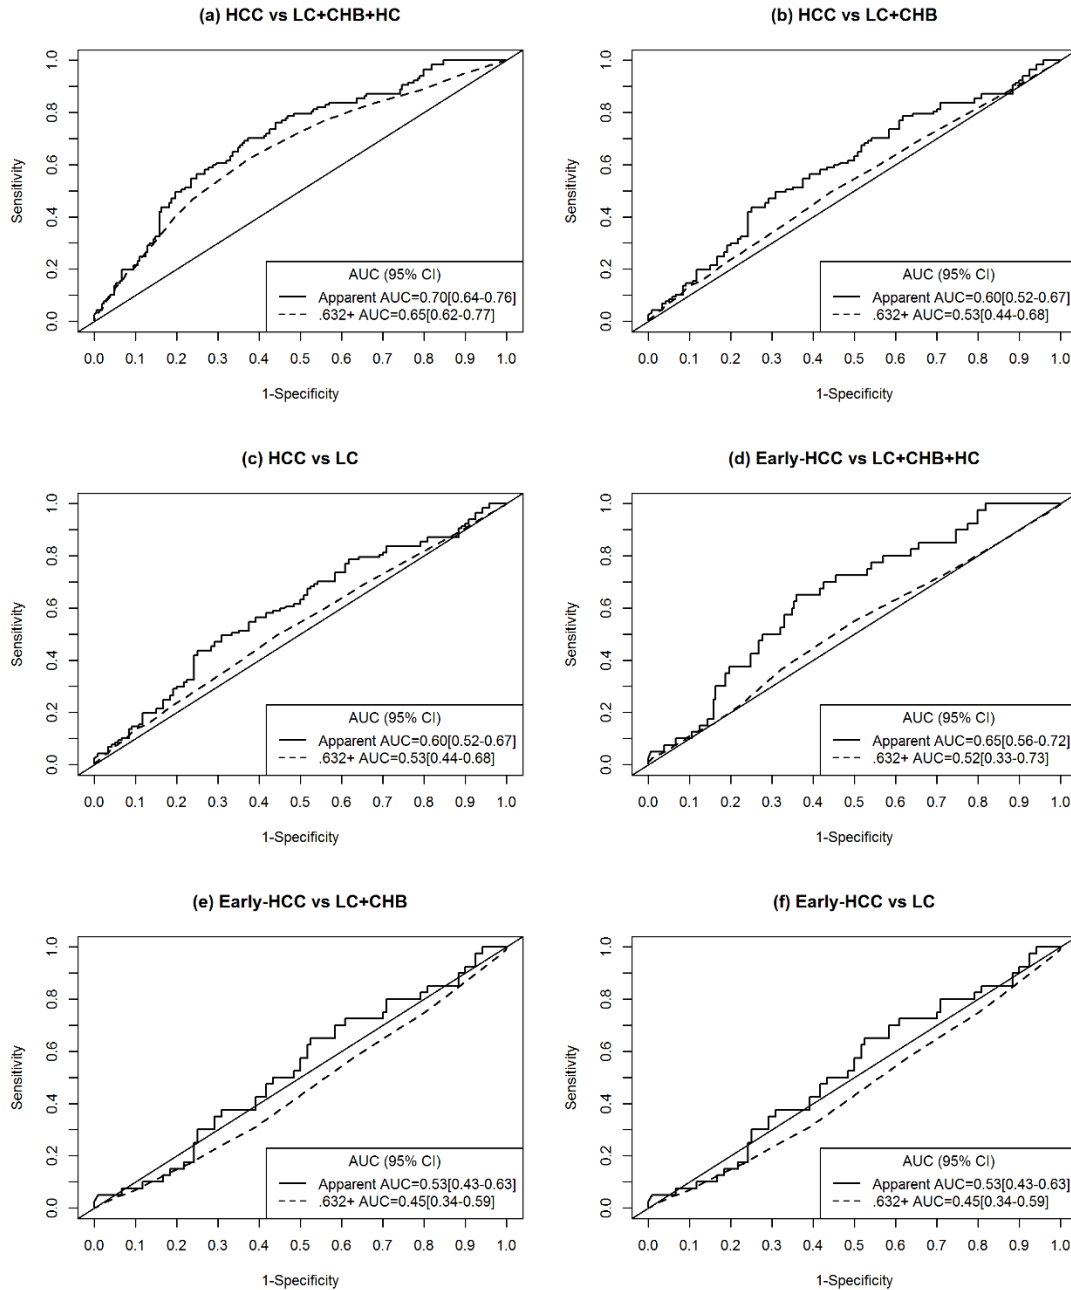 (a) HCC vs LC+CHB+HC
Sensitivity
0.0 0.2 0.4 0.6 0.8 1.0
AUC (95% CI)
Apparent AUC=0.70[0.64-0.76]
.632+ AUC=0.65[0.62-0.77]
0.0 0.1 0.2 0.3 0.4 0.5 0.6 0.7 0.8 0.9 1.0
1-Specificity
(b) HCC vs LC+CHB
Sensitivity
0.0 0.2 0.4 0.6 0.8 1.0
AUC (95% CI)
Apparent AUC=0.60[0.52-0.67]
.632+ AUC=0.53[0.44-0.68]
0.0 0.1 0.2 0.3 0.4 0.5 0.6 0.7 0.8 0.9 1.0
1-Specificity
(c) HCC vs LC
Sensitivity
0.0 0.2 0.4 0.6 0.8 1.0
AUC (95% CI)
Apparent AUC=0.60[0.52-0.67]
.632+ AUC=0.53[0.44-0.68]
0.0 0.1 0.2 0.3 0.4 0.5 0.6 0.7 0.8 0.9 1.0
1-Specificity
(d) Early-HCC vs LC+CHB+HC
Sensitivity
0.0 0.2 0.4 0.6 0.8 1.0
AUC (95% CI)
Apparent AUC=0.65[0.56-0.72]
.632+ AUC=0.52[0.33-0.73]
0.0 0.1 0.2 0.3 0.4 0.5 0.6 0.7 0.8 0.9 1.0
1-Specificity
(e) Early-HCC vs LC+CHB
Sensitivity
0.0 0.2 0.4 0.6 0.8 1.0
AUC (95% CI)
Apparent AUC=0.53[0.43-0.63]
.632+ AUC=0.45[0.34-0.59]
0.0 0.1 0.2 0.3 0.4 0.5 0.6 0.7 0.8 0.9 1.0
1-Specificity
(f) Early-HCC vs LC
Sensitivity
0.0 0.2 0.4 0.6 0.8 1.0
AUC (95% CI)
Apparent AUC=0.53[0.43-0.63]
.632+ AUC=0.45[0.34-0.59]
0.0 0.1 0.2 0.3 0.4 0.5 0.6 0.7 0.8 0.9 1.0
1-Specificity